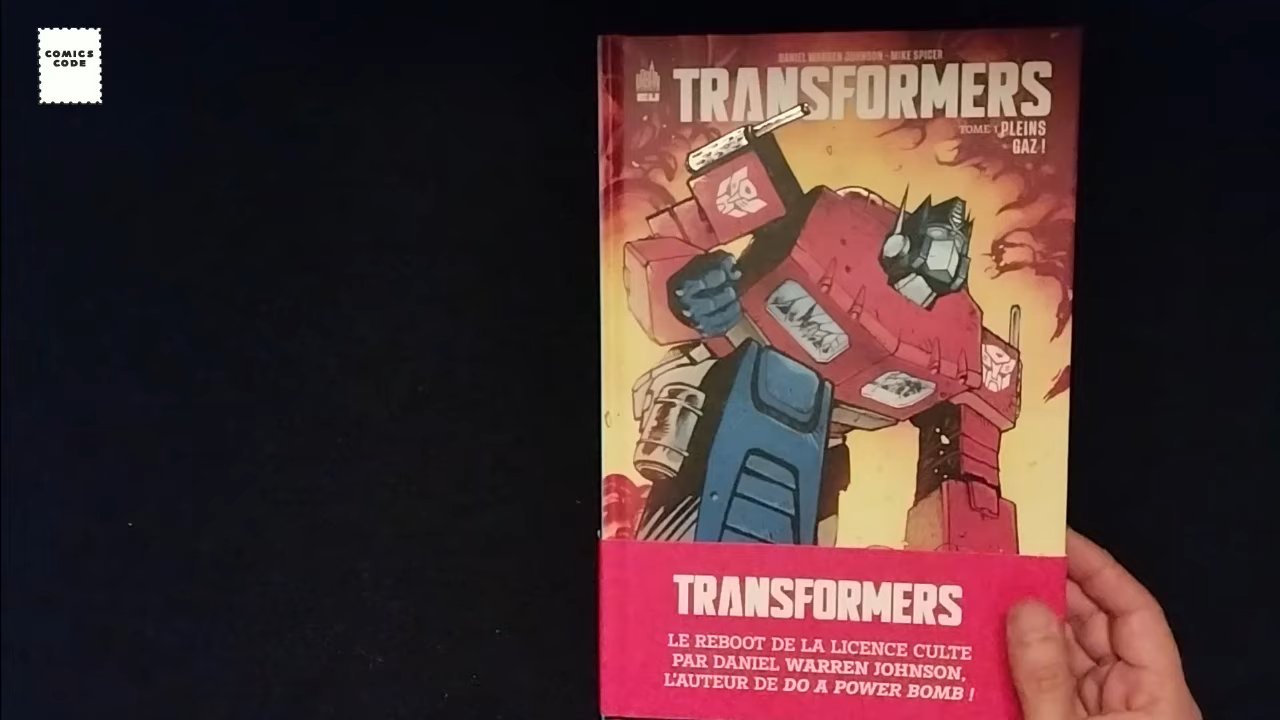 COMICS
CODE
DANIEL WARREN JOHNSON - MIKE SPICER
TRANSFORMERS
TOME 1 PLEINS
GAZ !
TRANSFORMERS
LE REBOOT DE LA LICENCE CULTE
PAR DANIEL WARREN JOHNSON,
L'AUTEUR DE DO A POWER BOMB !